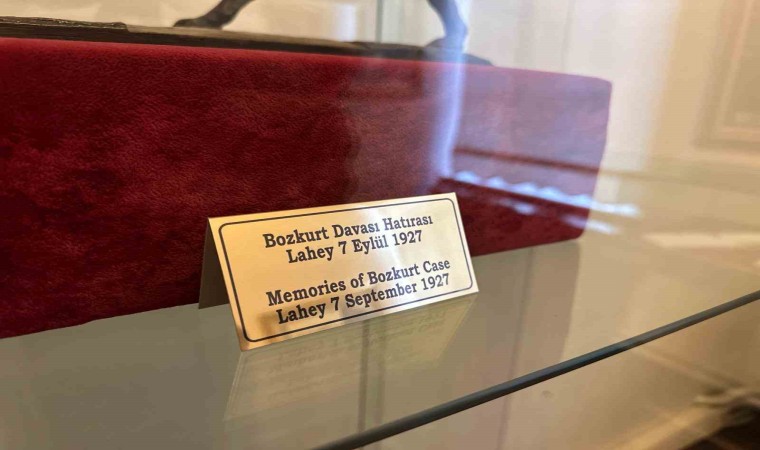 Bozkurt Davası Hatırası
Lahey 7 Eylül 1927
Memories of Bozkurt Case
Lahey 7 September 1927